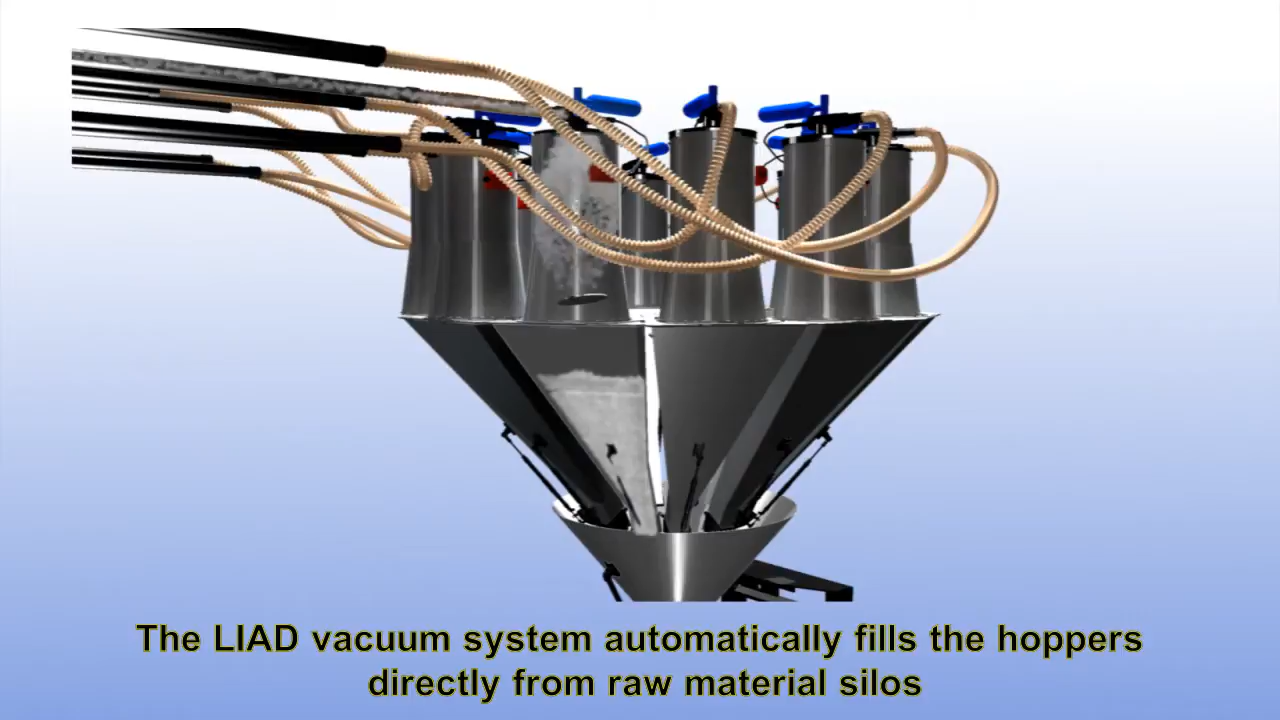 The LIAD vacuum system automatically fills the hoppers
directly from raw material silos